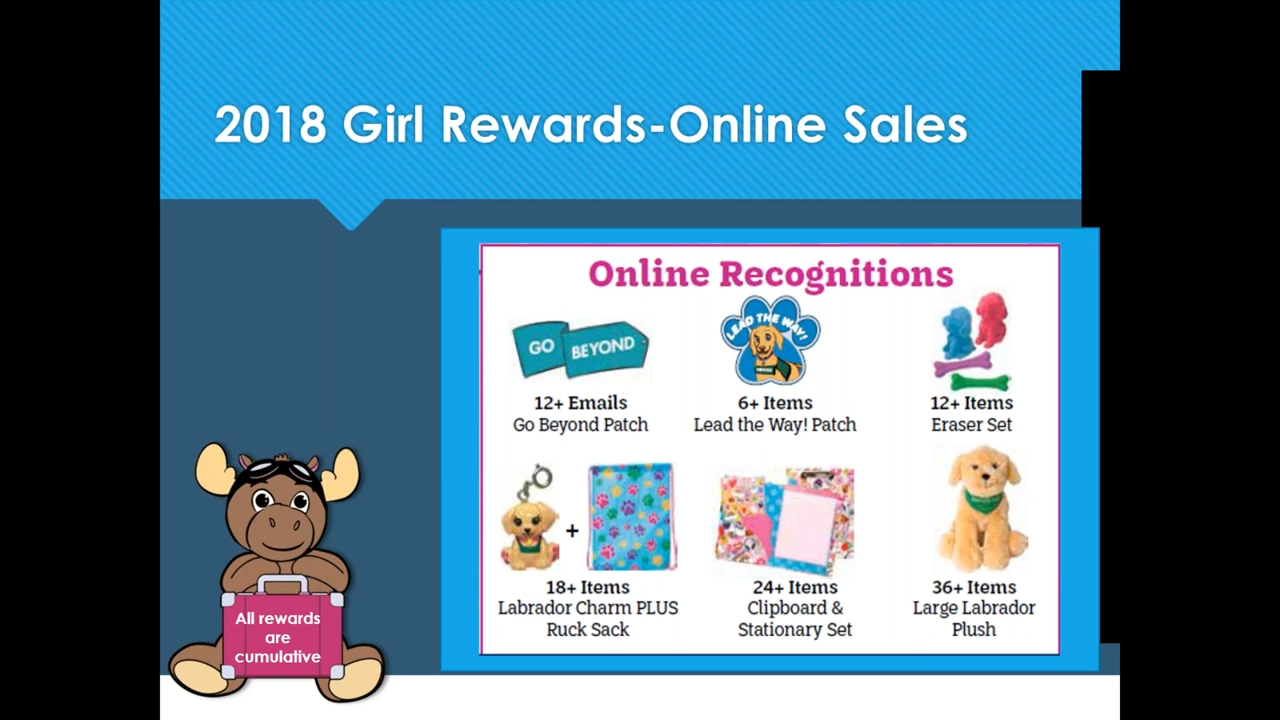 2018 Girl Rewards-Online Sales
Online Recognitions
GO BEYOND
LEAD THE WAY!
12+ Emails
Go Beyond Patch
6+ Items
Lead the Way! Patch
12+ Items
Eraser Set
+
18+ Items
Labrador Charm PLUS
Ruck Sack
24+ Items
Clipboard &
Stationary Set
36+ Items
Large Labrador
Plush
All rewards
are
cumulative